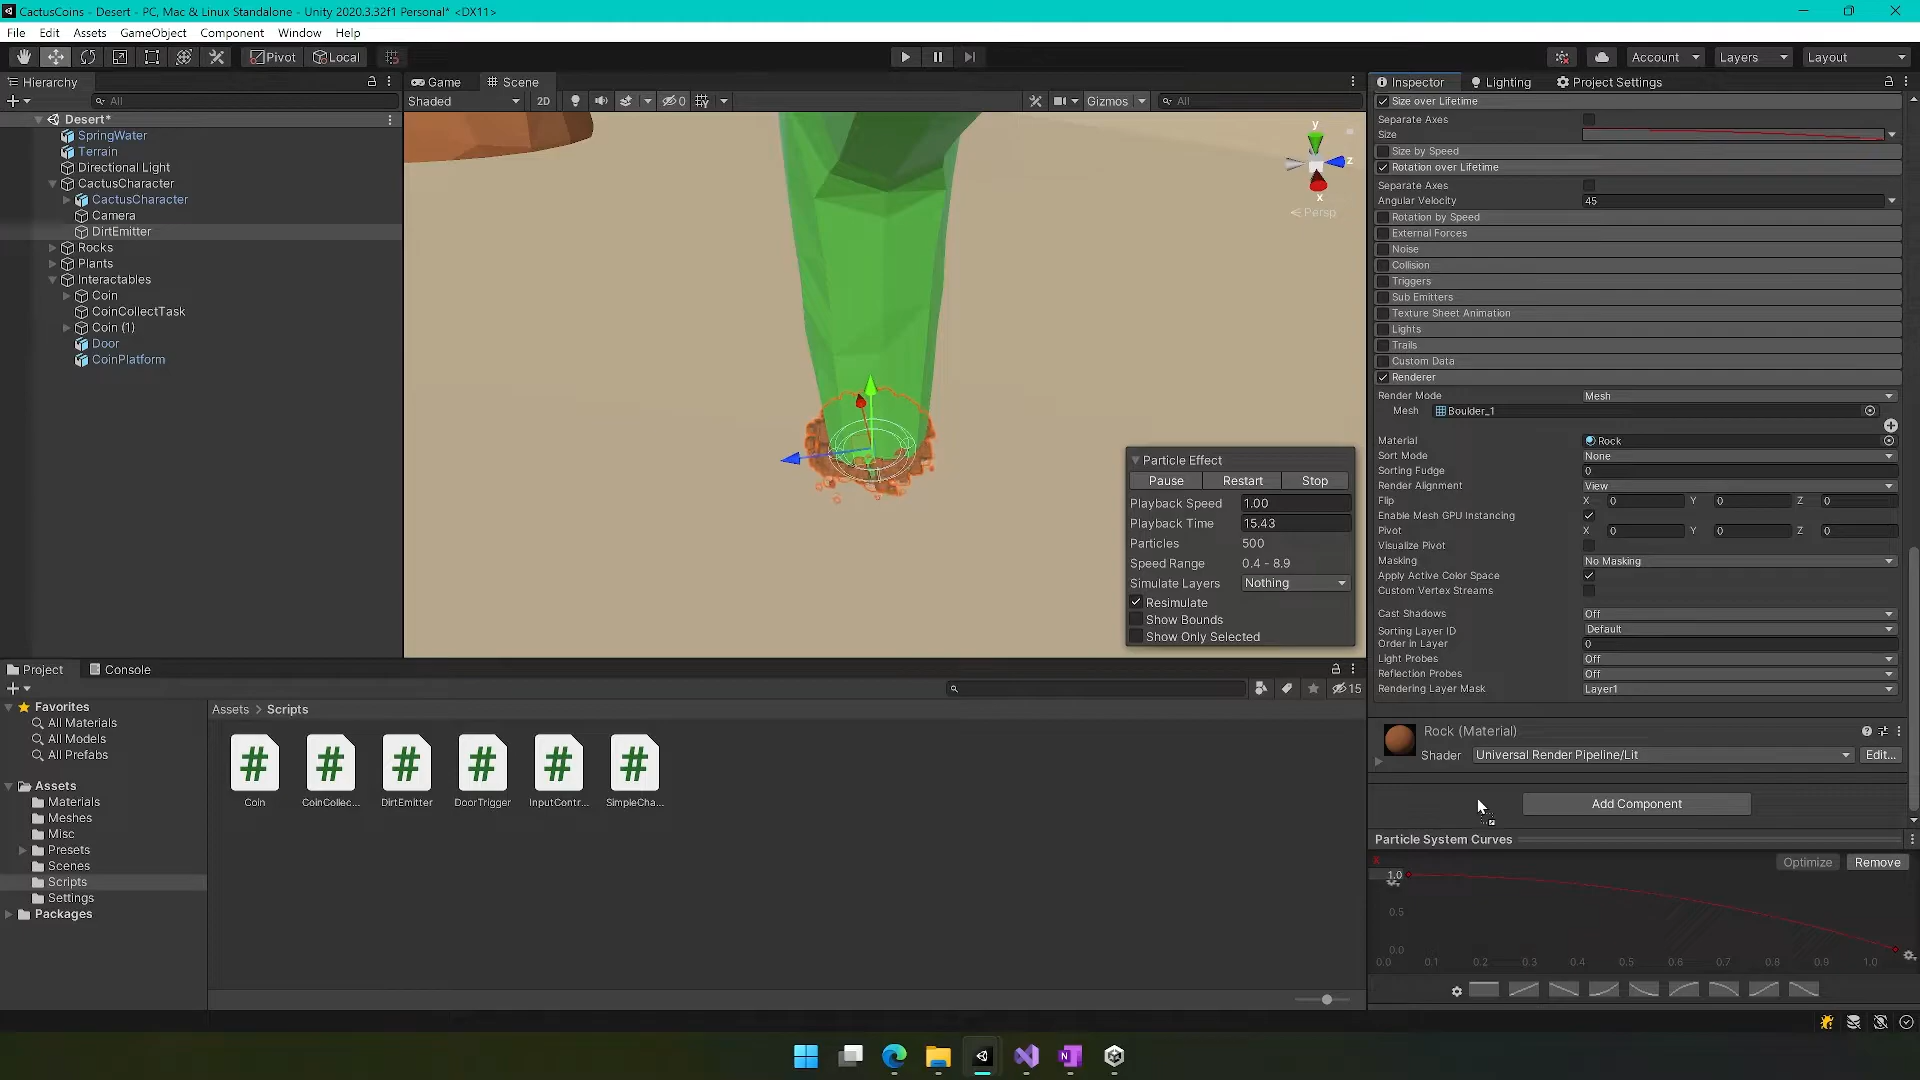 CactusCoins - Desert - PC, Mac & Linux Standalone - Unity 2020.3.32f1 Personal* <DX11>
File Edit Assets GameObject Component Window Help
Pivot Local Account Layers Layout
Hierarchy
All
Desert*
SpringWater
Terrain
Directional Light
CactusCharacter
CactusCharacter
Camera
DirtEmitter
Rocks
Plants
Interactables
Coin
CoinCollectTask
Coin (1)
Door
CoinPlatform
Game Scene
Shaded 2D 0 Gizmos All
y
z
x
Persp
Particle Effect
Pause Restart Stop
Playback Speed 1.00
Playback Time 15.43
Particles 500
Speed Range 0.4 - 8.9
Simulate Layers Nothing
Resimulate
Show Bounds
Show Only Selected
Inspector Lighting Project Settings
Size over Lifetime
Separate Axes
Size
Size by Speed
Rotation over Lifetime
Separate Axes
Angular Velocity 45
Rotation by Speed
External Forces
Noise
Collision
Triggers
Sub Emitters
Texture Sheet Animation
Lights
Trails
Custom Data
Renderer
Render Mode Mesh
Mesh Boulder_1
Material Rock
Sort Mode None
Sorting Fudge 0
Render Alignment View
Flip X 0 Y 0 Z 0
Enable Mesh GPU Instancing
Pivot X 0 Y 0 Z 0
Visualize Pivot
Masking No Masking
Apply Active Color Space
Custom Vertex Streams
Cast Shadows Off
Sorting Layer ID Default
Order in Layer 0
Light Probes Off
Reflection Probes Off
Rendering Layer Mask Layer1
Rock (Material)
Shader Universal Render Pipeline/Lit Edit...
Add Component
Particle System Curves
Optimize Remove
1.0
0.5
0.0
0.0 0.1 0.2 0.3 0.4 0.5 0.6 0.7 0.8 0.9 1.0
Project Console
15
Favorites
All Materials
All Models
All Prefabs
Assets
Materials
Meshes
Misc
Presets
Scenes
Scripts
Settings
Packages
Assets > Scripts
# # # # # #
Coin CoinCollec... DirtEmitter DoorTrigger InputContr... SimpleCha...